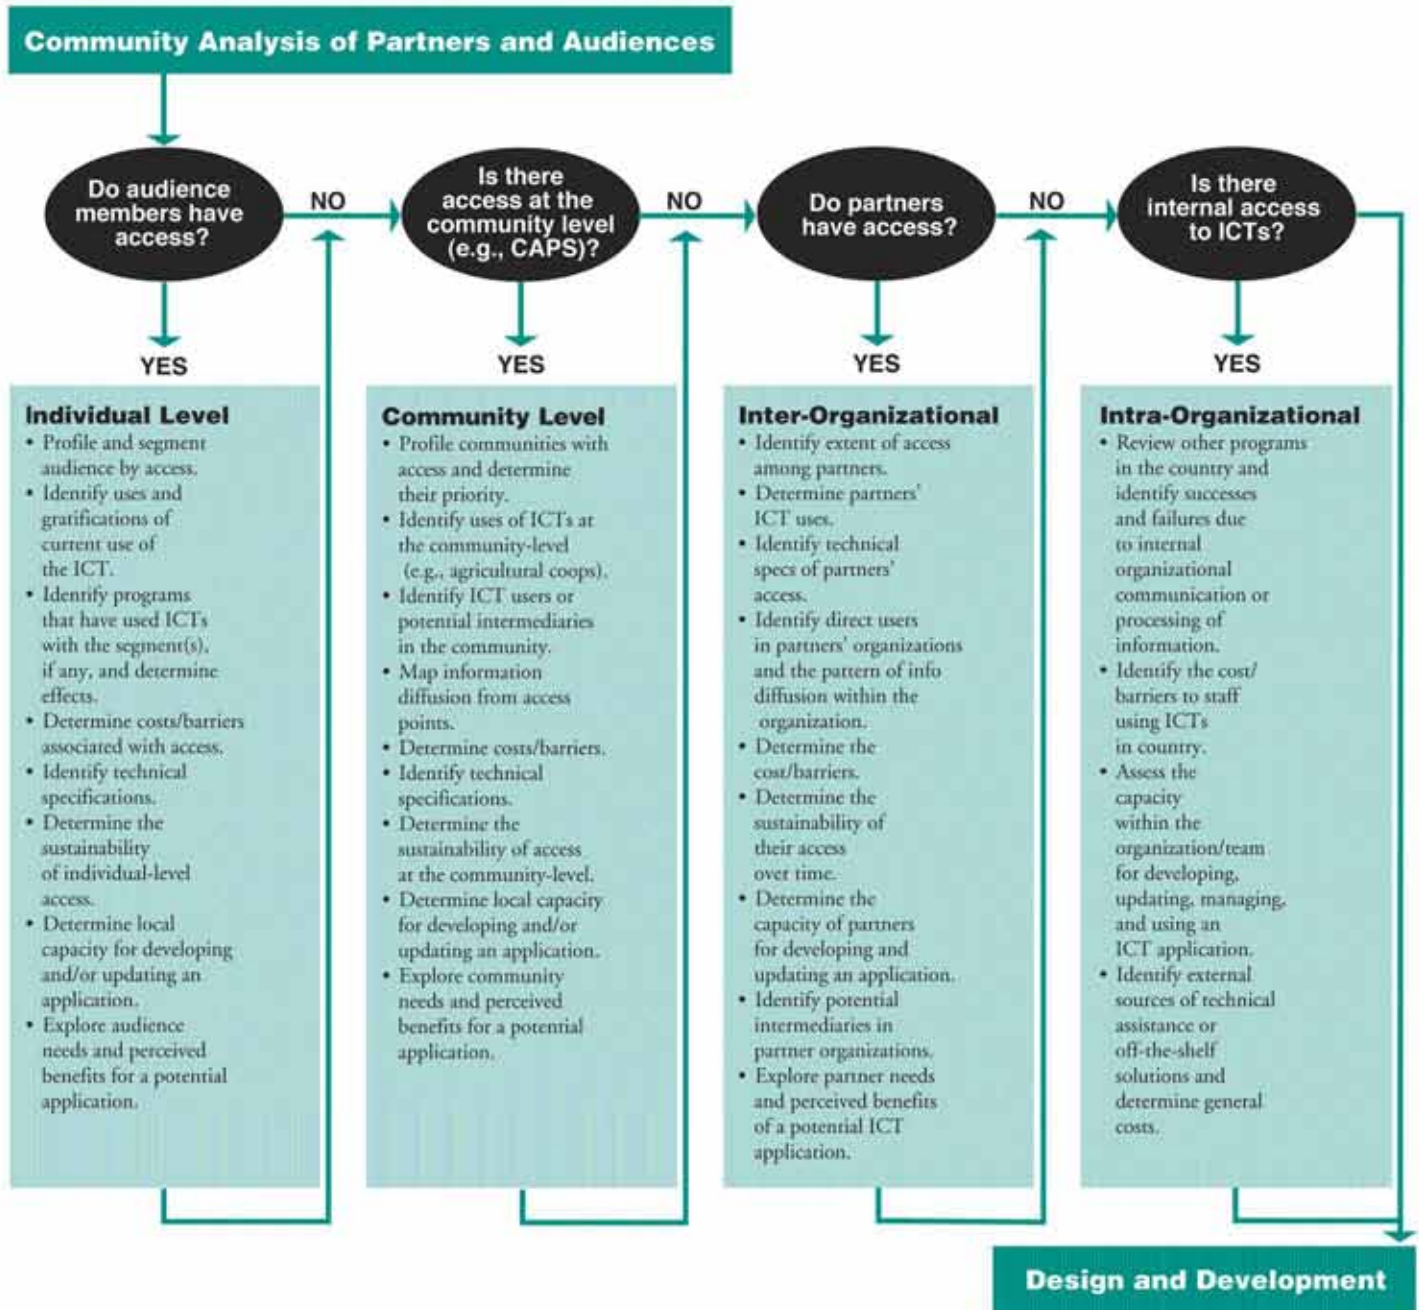 Community Analysis of Partners and Audiences
Do audience
members have
access?
NO
Is there
access at the
community level
(e.g., CAPS)?
NO
Do partners
have access?
NO
Is there
internal access
to ICTs?
YES
YES
YES
YES
Individual Level
• Profile and segment
audience by access.
• Identify uses and
gratifications of
current use of
the ICT.
• Identify programs
that have used ICTs
with the segment(s),
if any, and determine
effects.
• Determine costs/barriers
associated with access.
• Identify technical
specifications.
• Determine the
sustainability
of individual-level
access.
• Determine local
capacity for developing
and/or updating an
application.
• Explore audience
needs and perceived
benefits for a potential
application.
Community Level
• Profile communities with
access and determine
their priority.
• Identify uses of ICTs at
the community-level
(e.g., agricultural coops).
• Identify ICT users or
potential intermediaries
in the community.
• Map information
diffusion from access
points.
• Determine costs/barriers.
• Identify technical
specifications.
• Determine the
sustainability of access
at the community-level.
• Determine local capacity
for developing and/or
updating an application.
• Explore community
needs and perceived
benefits for a potential
application.
Inter-Organizational
• Identify extent of access
among partners.
• Determine partners'
ICT uses.
• Identify technical
specs of partners'
access.
• Identify direct users
in partners' organizations
and the pattern of info
diffusion within the
organization.
• Determine the
cost/barriers.
• Determine the
sustainability of
their access
over time.
• Determine the
capacity of partners
for developing and
updating an application.
• Identify potential
intermediaries in
partner organizations.
• Explore partner needs
and perceived benefits
of a potential ICT
application.
Intra-Organizational
• Review other programs
in the country and
identify successes
and failures due
to internal
organizational
communication or
processing of
information.
• Identify the cost/
barriers to staff
using ICTs
in country.
• Assess the
capacity
within the
organization/team
for developing,
updating, managing,
and using an
ICT application.
• Identify external
sources of technical
assistance or
off-the-shelf
solutions and
determine general
costs.
Design and Development